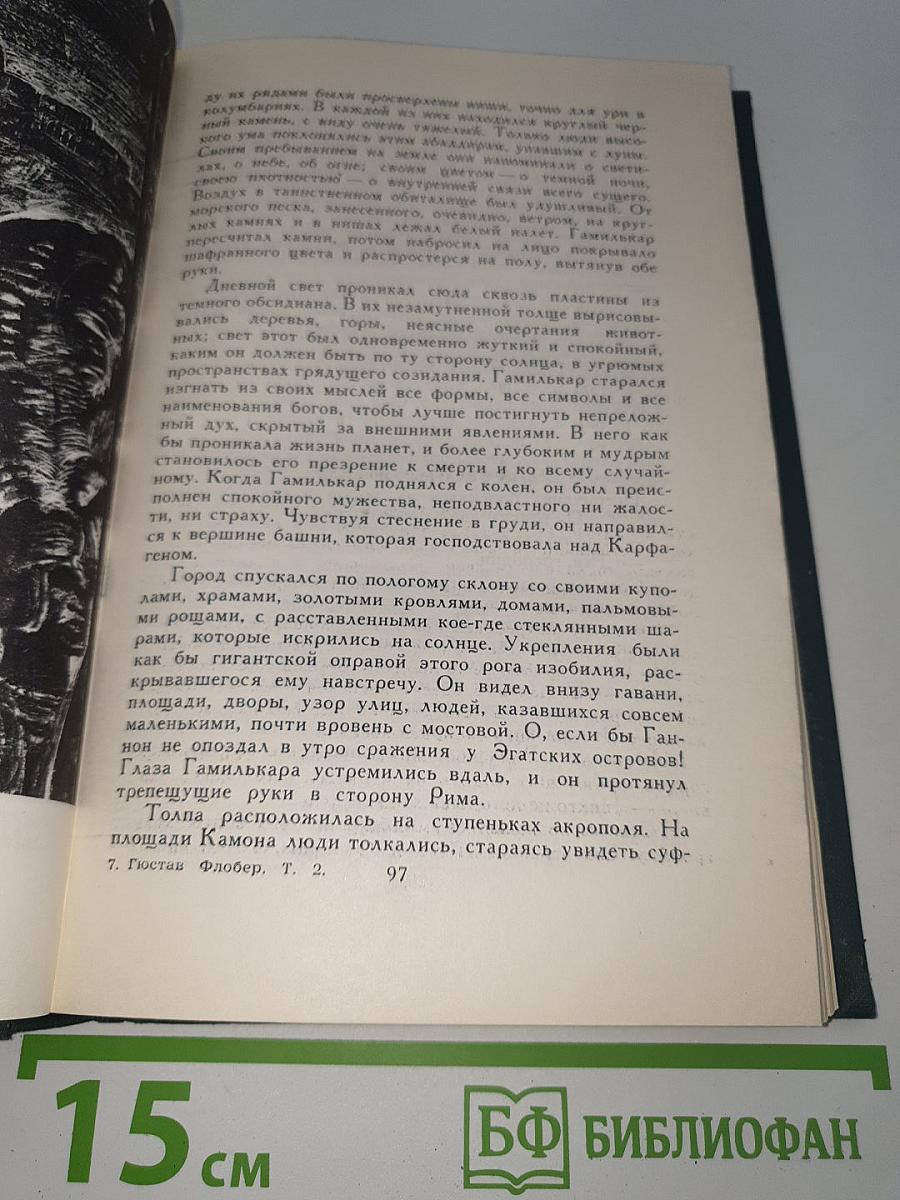 ду их рядами были просверлены ниши, точно для урн в
колумбариях. В каждой из них находился круглый чер-
ный камень, с виду очень тяжелый. Только люди высо-
кого ума поклонялись этим абаддирам, упавшим с луны.
Своим пребыванием на земле они напоминали о свети-
лах, о небе, об огне; своим цветом — о темной ночи,
своею плотностью — о внутренней связи всего сущего.
Воздух в таинственном обиталище был удушливый. От
морского песка, занесенного, очевидно, ветром, на круг-
лых камнях и в нишах лежал белый налет. Гамилькар
пересчитал камни, потом набросил на лицо покрывало
шафранного цвета и распростерся на полу, вытянув обе
руки.
Дневной свет проникал сюда сквозь пластины из
темного обсидиана. В их незамутненной толще вырисовы-
вались деревья, горы, неясные очертания живот-
ных; свет этот был одновременно жуткий и спокойный,
каким он должен быть по ту сторону солнца, в угрюмых
пространствах грядущего созидания. Гамилькар старался
изгнать из своих мыслей все формы, все символы и все
наименования богов, чтобы лучше постигнуть непрелож-
ный дух, скрытый за внешними явлениями. В него как
бы проникала жизнь планет, и более глубоким и мудрым
становилось его презрение к смерти и ко всему случай-
ному. Когда Гамилькар поднялся с колен, он был преис-
полнен спокойного мужества, неподвластного ни жалос-
ти, ни страху. Чувствуя стеснение в груди, он направил-
ся к вершине башни, которая господствовала над Карфа-
геном.
Город спускался по пологому склону со своими купо-
лами, храмами, золотыми кровлями, домами, пальмовы-
ми рощами, с расставленными кое-где стеклянными ша-
рами, которые искрились на солнце. Укрепления были
как бы гигантской оправой этого рога изобилия, рас-
крывавшегося ему навстречу. Он видел внизу гавани,
площади, дворы, узор улиц, людей, казавшихся совсем
маленькими, почти вровень с мостовой. О, если бы Ган-
нон не опоздал в утро сражения у Эгатских островов!
Глаза Гамилькара устремились вдаль, и он протянул
трепещущие руки в сторону Рима.
Толпа расположилась на ступеньках акрополя. На
площади Камона люди толкались, стараясь увидеть суф-
7. Гюстав Флобер. Т. 2. 97
15 см
БФ БИБЛИОФАН